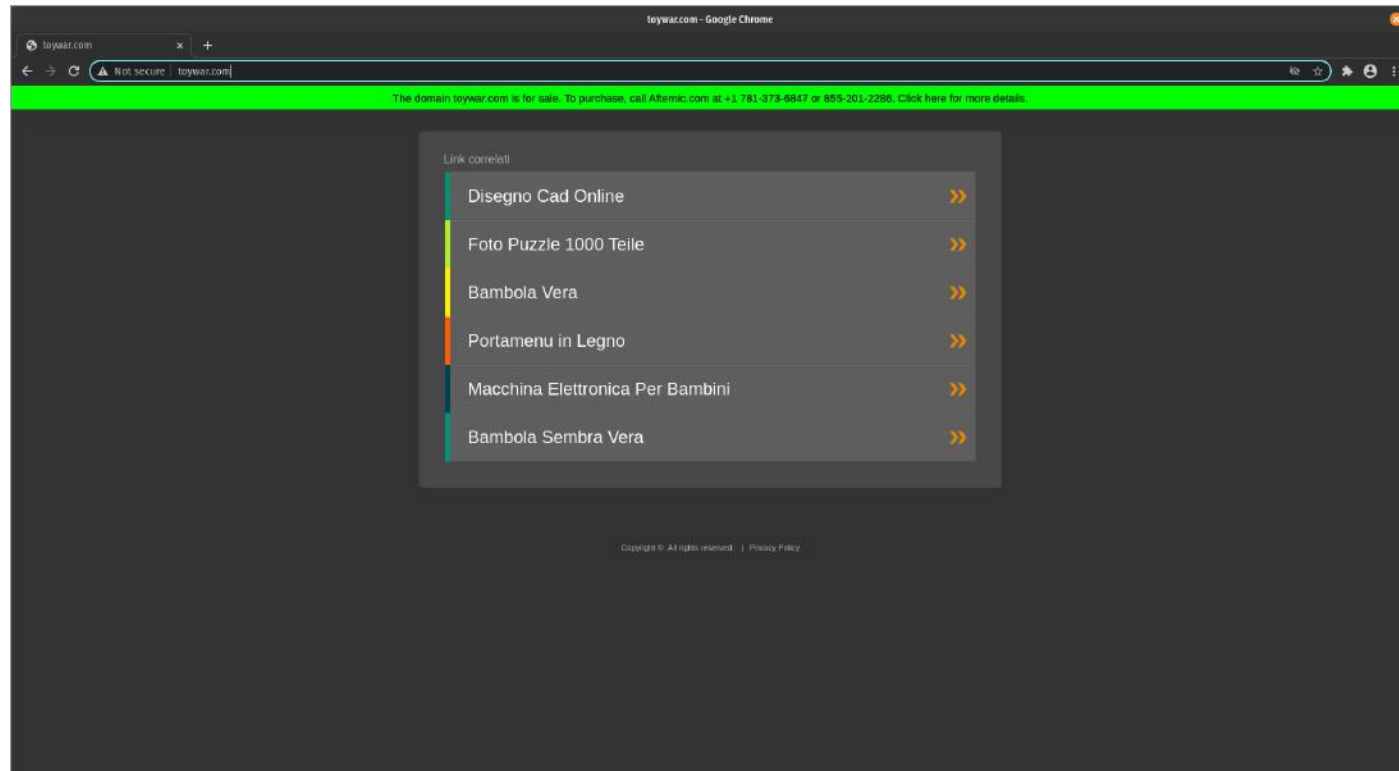 toywar.com - Google Chrome
toywar.com
Not secure | toywar.com
The domain toywar.com is for sale. To purchase, call Afternic.com at +1 781-373-6847 or 855-201-2286. Click here for more details.
Link correlati
Disegno Cad Online
Foto Puzzle 1000 Teile
Bambola Vera
Portamenu in Legno
Macchina Elettronica Per Bambini
Bambola Sembra Vera
Copyright © All rights reserved. | Privacy Policy